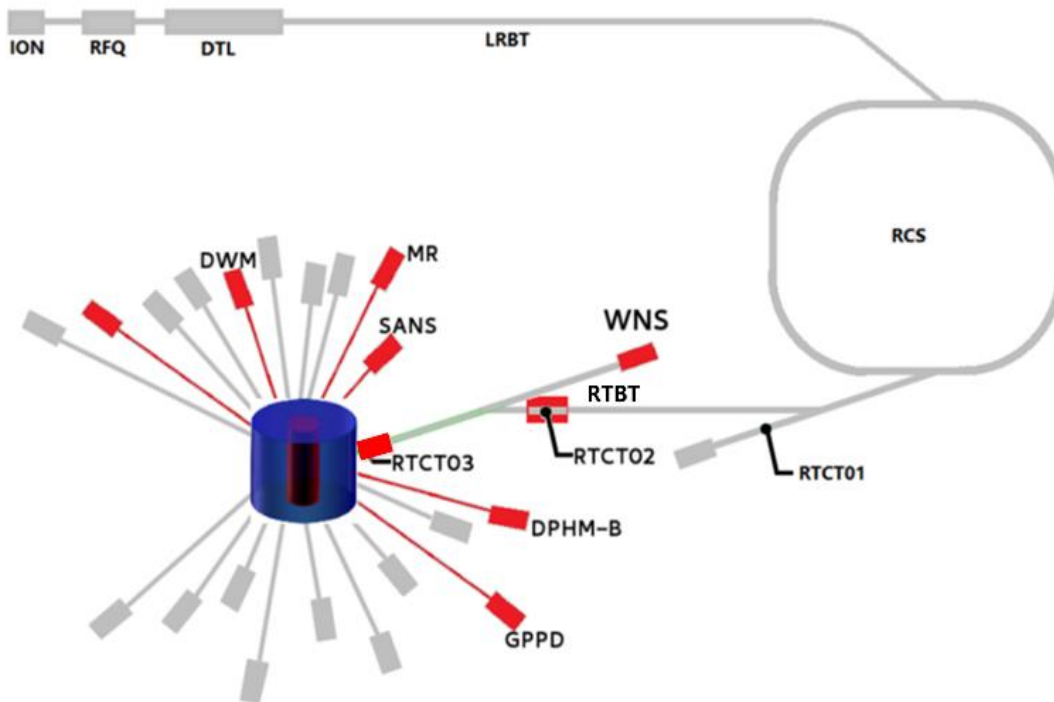 ION
RFQ
DTL
LRBT
RCS
DWM
MR
SANS
WNS
RTBT
RTCT03
RTCT02
RTCT01
DPHM-B
GPPD